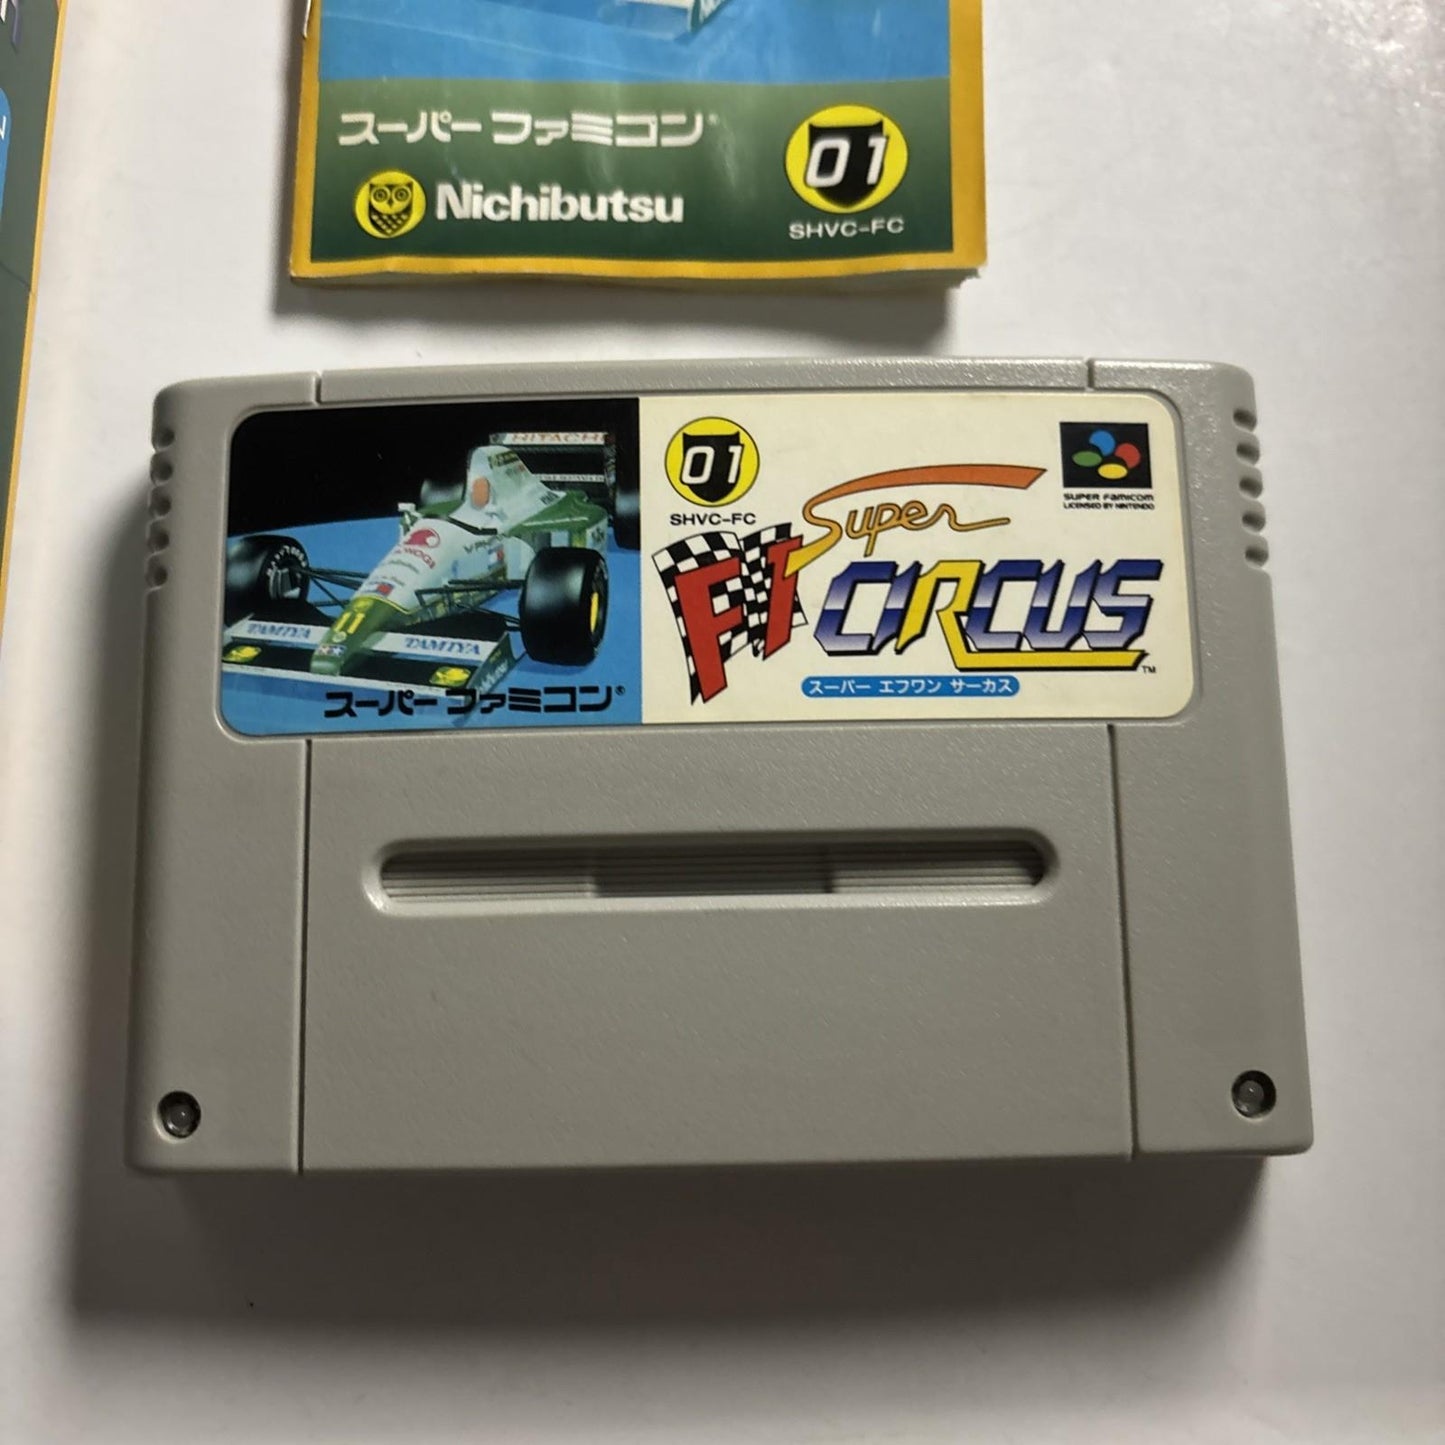 スーパー ファミコン
Nichibutsu
01
SHVC-FC
HITACHI
11
TAMIYA
TAMIYA
スーパー ファミコン®
01
SHVC-FC
Super
F1 CIRCUS™
スーパー エフワン サーカス
SUPER FAMICOM
LICENSED BY NINTENDO